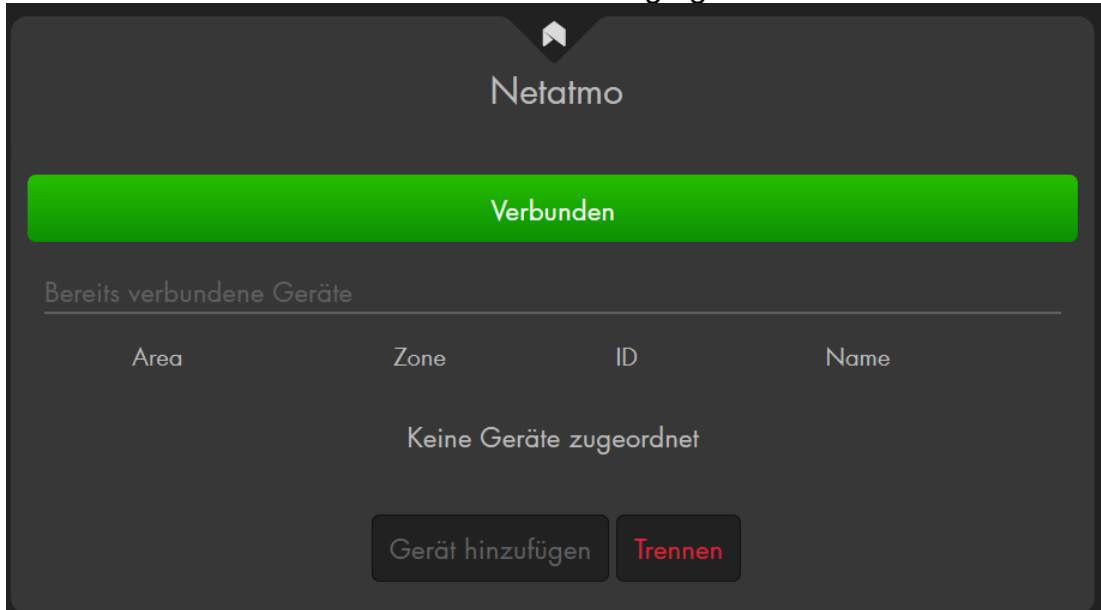 Netatmo
Verbunden
Bereits verbundene Geräte
Area Zone ID Name
Keine Geräte zugeordnet
Gerät hinzufügen Trennen